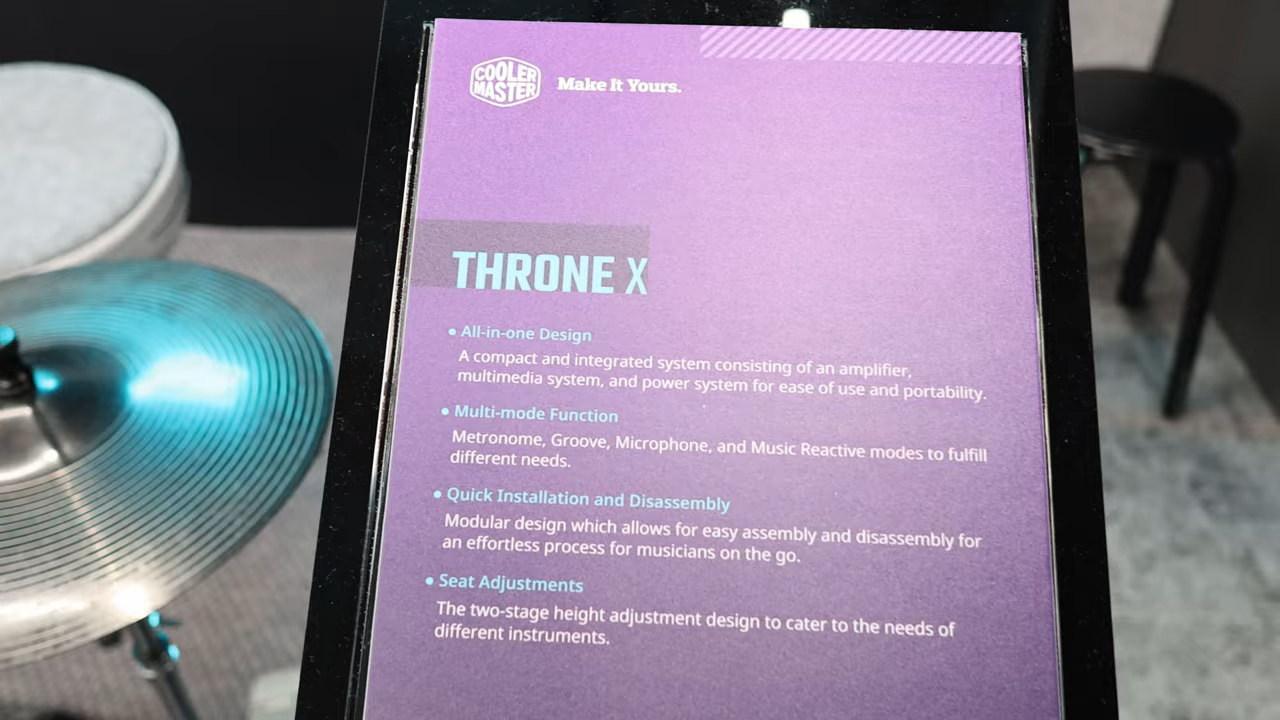 COOLER
MASTER
Make It Yours.
THRONE X
• All-in-one Design
A compact and integrated system consisting of an amplifier,
multimedia system, and power system for ease of use and portability.
• Multi-mode Function
Metronome, Groove, Microphone, and Music Reactive modes to fulfill
different needs.
• Quick Installation and Disassembly
Modular design which allows for easy assembly and disassembly for
an effortless process for musicians on the go.
• Seat Adjustments
The two-stage height adjustment design to cater to the needs of
different instruments.